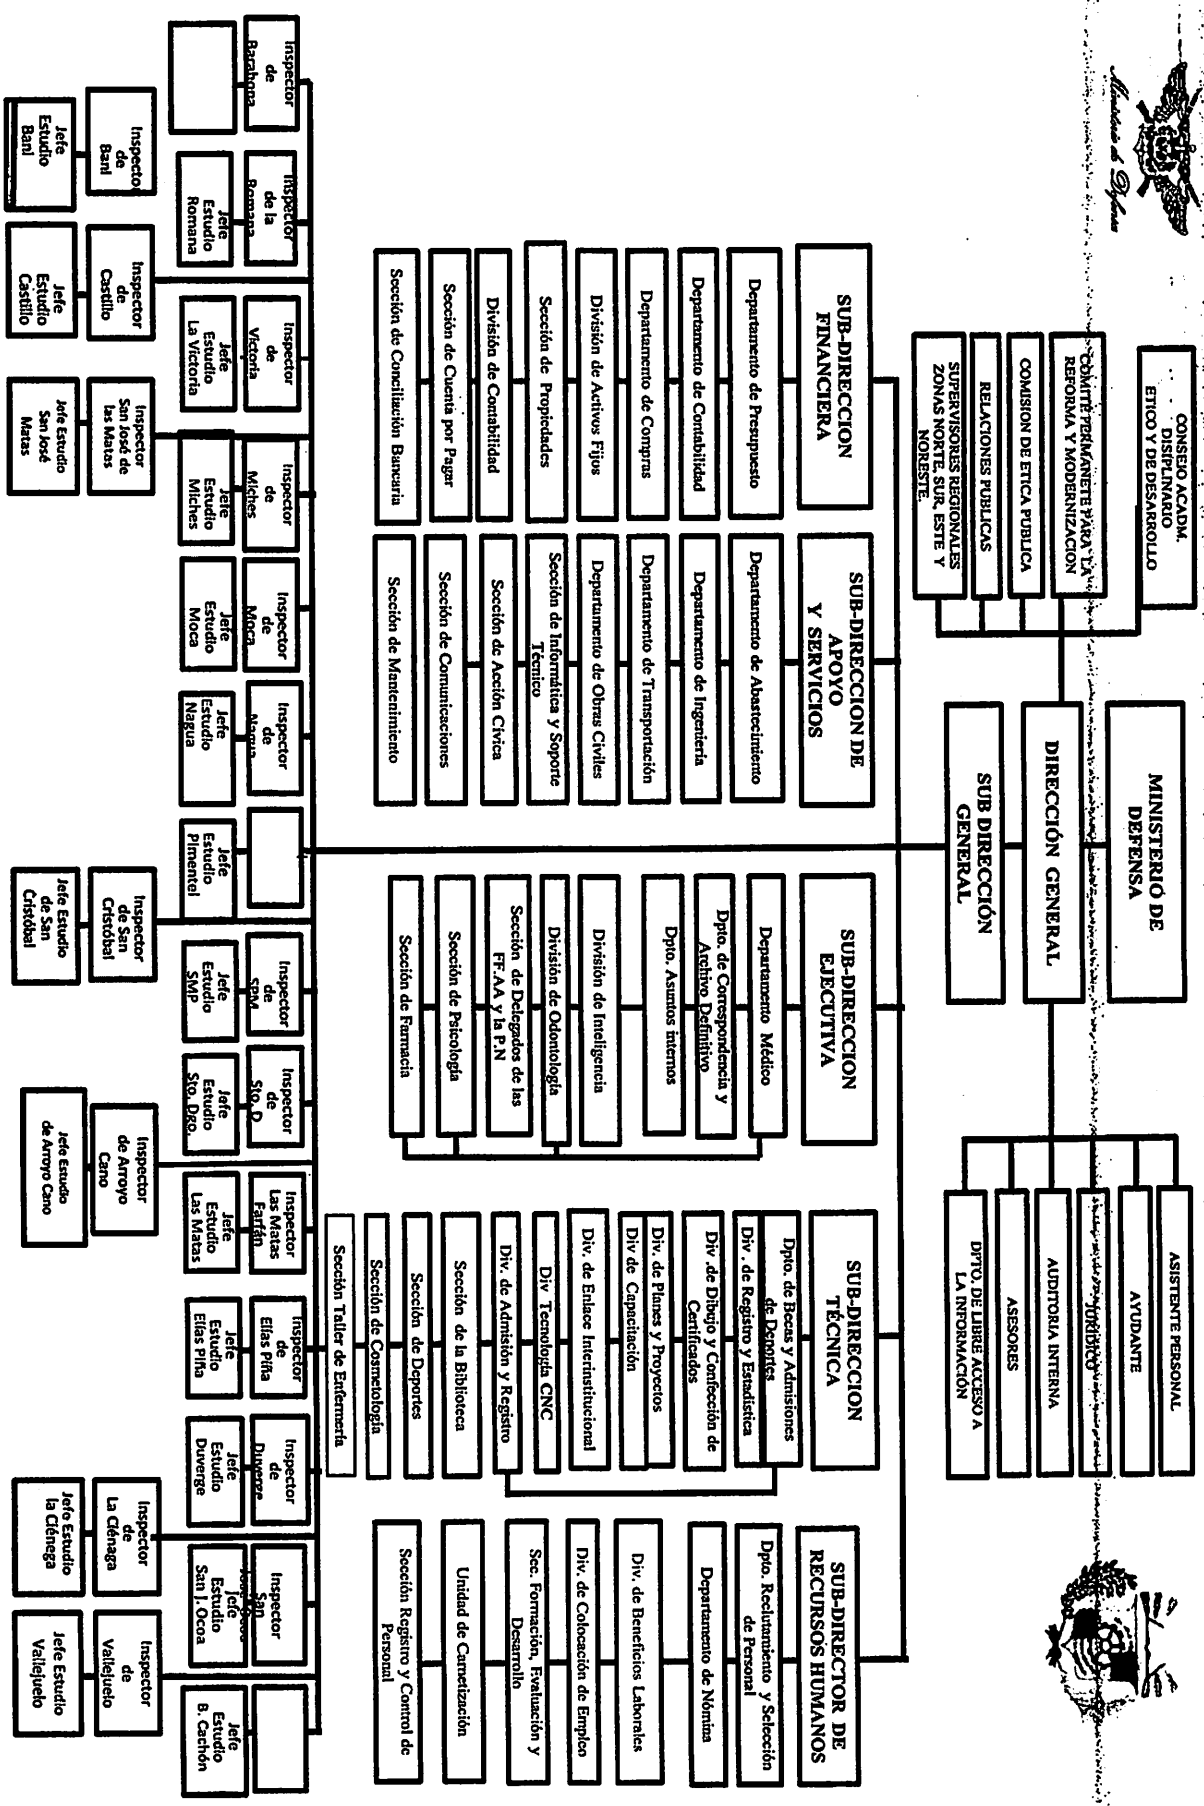 Ministerio de Defensa
MINISTERIO DE
DEFENSA
DIRECCIÓN GENERAL
SUB DIRECCIÓN
GENERAL
CONSEJO ACADM.
DISIPLINARIO
ETICO Y DE DESARROLLO
COMITE PERMANETE PARA LA
REFORMA Y MODERNIZACION
COMISION DE ETICA PUBLICA
RELACIONES PUBLICAS
SUPERVISORES REGIONALES
ZONAS NORTE, SUR, ESTE Y
NORESTE.
ASISTENTE PERSONAL
AYUDANTE
JURIDICO
AUDITORIA INTERNA
ASESORES
DPTO. DE LIBRE ACCESO A
LA INFORMACIÓN
SUB-DIRECCION
FINANCIERA
Departamento de Presupuesto
Departamento de Contabilidad
Departamento de Compras
División de Activos Fijos
Sección de Propiedades
División de Contabilidad
Sección de Cuenta por Pagar
Sección de Conciliación Bancaria
SUB-DIRECCION DE
APOYO
Y SERVICIOS
Departamento de Abastecimiento
Departamento de Ingenieria
Departamento de Transportación
Departamento de Obras Civiles
Sección de Informática y Soporte
Técnico
Sección de Acción Cívica
Sección de Comunicaciones
Sección de Mantenimiento
SUB-DIRECCION
EJECUTIVA
Departamento Médico
Dpto. de Correspondencia y
Archivo Definitivo
Dpto. Asuntos internos
División de Inteligencia
División de Odontología
Sección de Delegados de las
FF.AA y la P.N
Sección de Psicología
Sección de Farmacia
SUB-DIRECCION
TÉCNICA
Dpto. de Becas y Admisiones
de Deportes
Div . de Registro y Estadística
Div .de Dibujo y Confección de
Certificados
Div. de Planes y Proyectos
Div de Capacitación
Div. de Enlace Interinstitucional
Div Tecnología CNC
Div. de Admisión y Registro
Sección de la Biblioteca
Sección de Deportes
Sección de Cosmetología
Sección Taller de Enfermería
SUB-DIRECTOR DE
RECURSOS HUMANOS
Dpto. Reclutamiento y Selección
de Personal
Departamento de Nómina
Div. de Beneficios Laborales
Div. de Colocación de Empleo
Sec. Formación, Evaluación y
Desarrollo
Unidad de Carnetización
Sección Registro y Control de
Personal
Inspector
de
Barahona
Inspector
de la
Romana
Jefe
Estudio
Romana
Inspector
de
Victoria
Jefe
Estudio
La Victoria
Inspector
de
Miches
Jefe
Estudio
Miches
Inspector
de
Moca
Jefe
Estudio
Moca
Inspector
de
Nagua
Jefe
Estudio
Nagua
Jefe
Estudio
Pimentel
Inspector
de
SPM
Jefe
Estudio
SMP
Inspector
de
Sto. D
Jefe
Estudio
Sto. Dgo.
Inspector
Las Matas
Farfán
Jefe
Estudio
Las Matas
Inspector
de
Elías Piña
Jefe
Estudio
Elías Piña
Inspector
de
Duverge
Jefe
Estudio
Duverge
Inspector
San
Jefe
Estudio
San J. Ocoa
Jefe
Estudio
B. Cachón
Inspector
de
Bani
Jefe
Estudio
Bani
Inspector
de
Castillo
Jefe
Estudio
Castillo
Inspector
San José de
las Matas
Jefe Estudio
San José
Matas
Inspector
de San
Cristóbal
Jefe Estudio
de San
Cristóbal
Inspector
de Arroyo
Cano
Jefe Estudio
de Arroyo Cano
Inspector
de
La Ciénaga
Jefe Estudio
la Ciénega
Inspector
de
Vallejuelo
Jefe Estudio
Vallejuelo